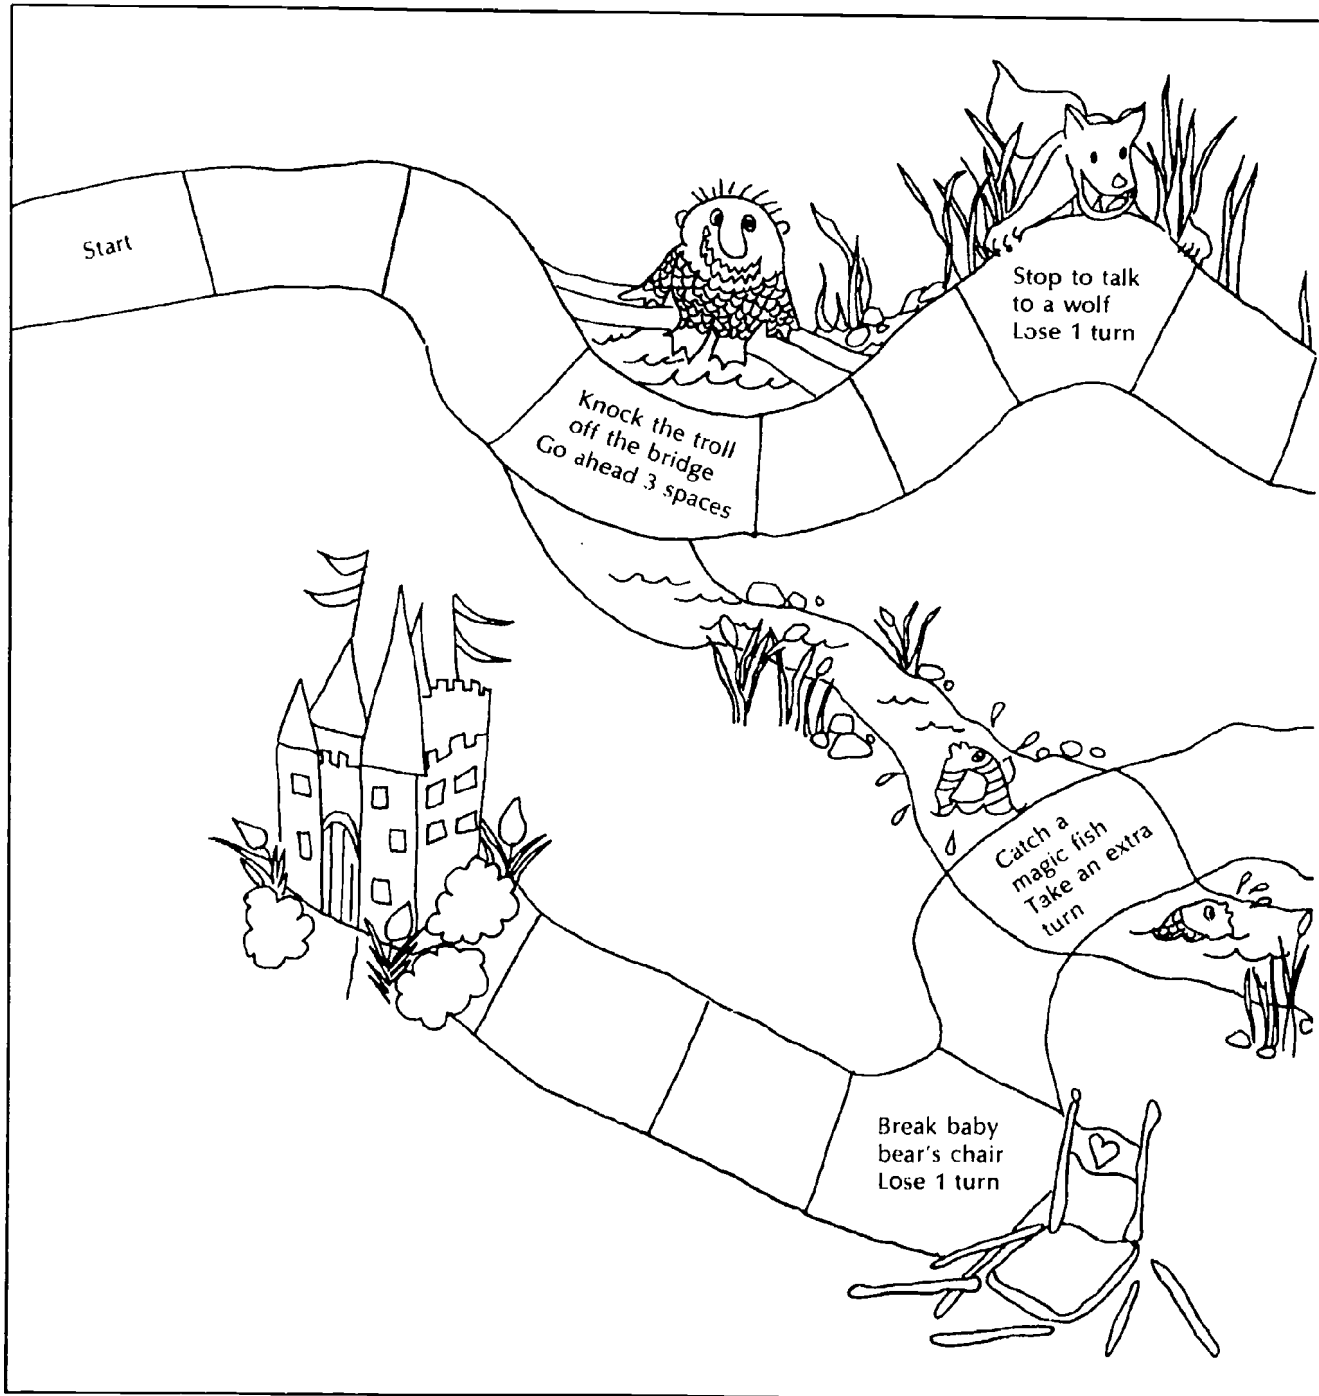 Start
Knock the troll
off the bridge
Go ahead 3 spaces
Stop to talk
to a wolf
Lose 1 turn
Catch a
magic fish
Take an extra
turn
Break baby
bear's chair
Lose 1 turn